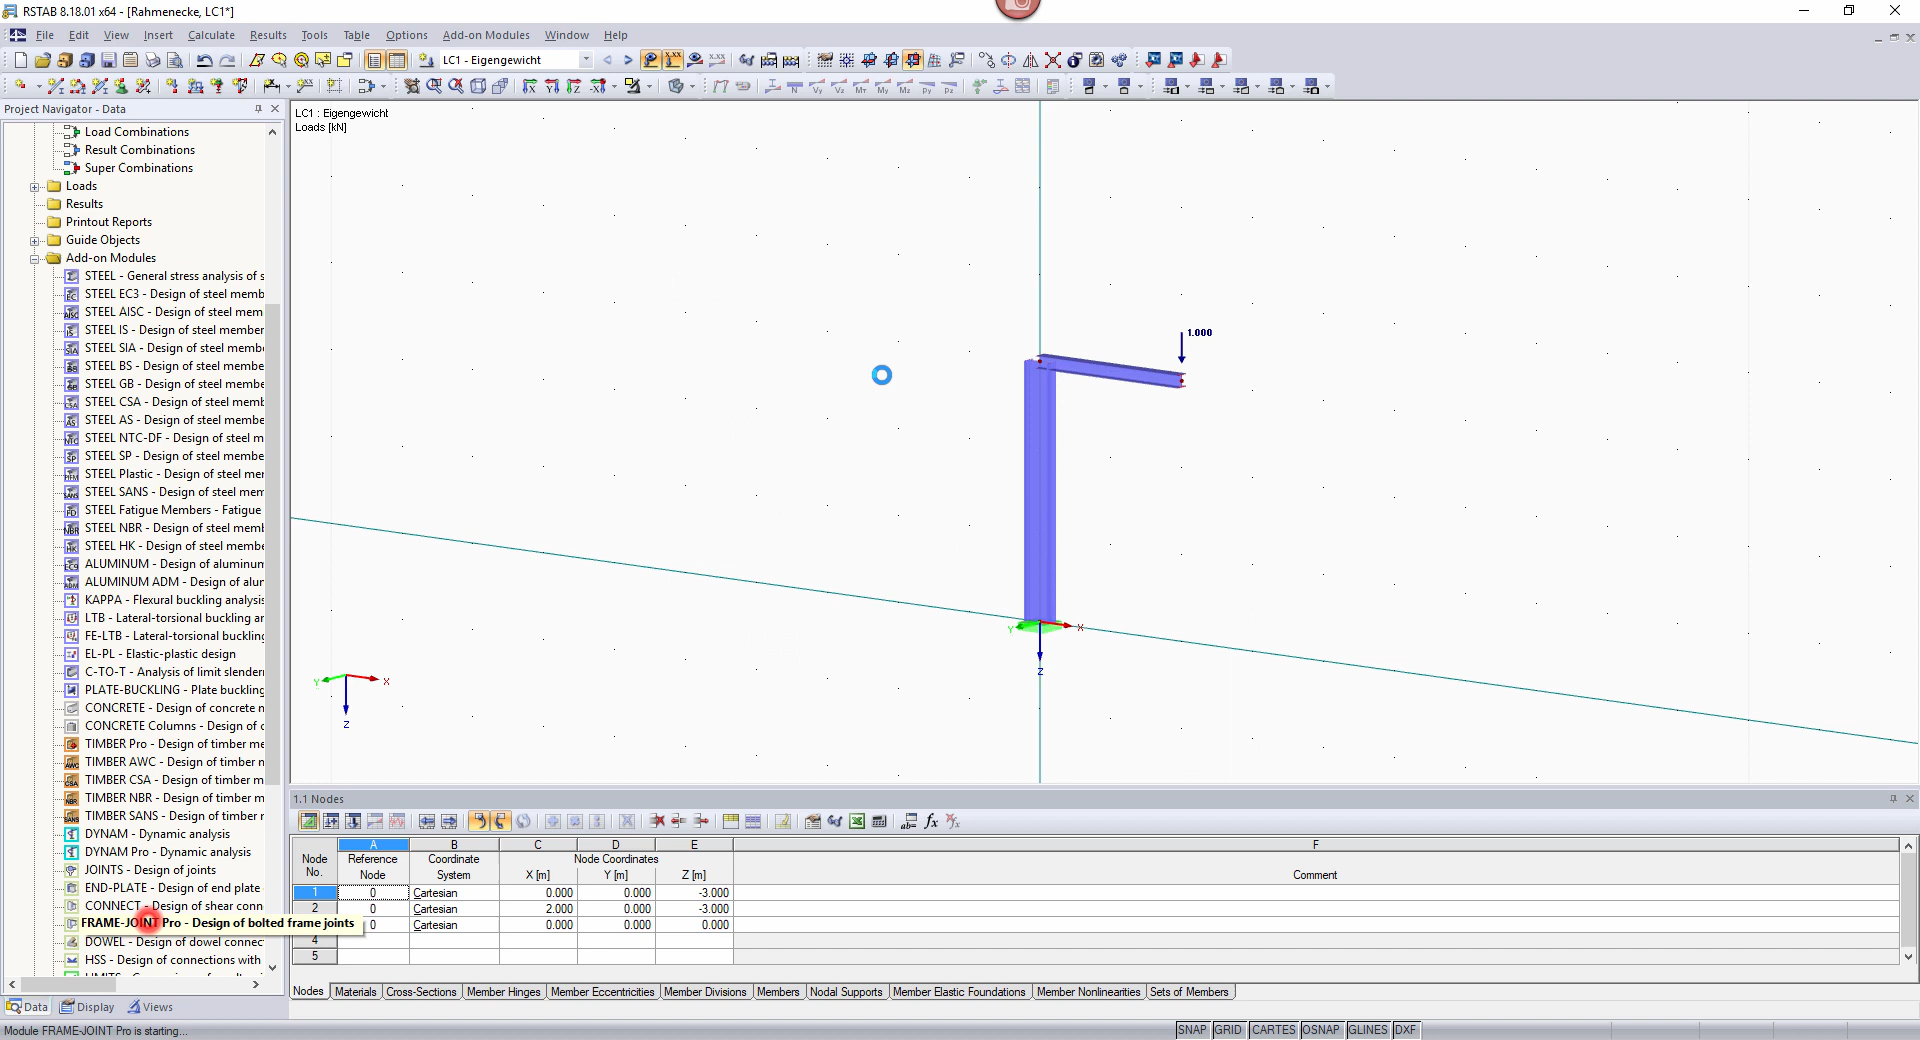 RSTAB 8.18.01 x64 - [Rahmenecke, LC1*]
File Edit View Insert Calculate Results Tools Table Options Add-on Modules Window Help
LC1 - Eigengewicht
Project Navigator - Data
Load Combinations
Result Combinations
Super Combinations
Loads
Results
Printout Reports
Guide Objects
Add-on Modules
STEEL - General stress analysis of s
STEEL EC3 - Design of steel memb
STEEL AISC - Design of steel mem
STEEL IS - Design of steel member
STEEL SIA - Design of steel membe
STEEL BS - Design of steel membe
STEEL GB - Design of steel membe
STEEL CSA - Design of steel membe
STEEL AS - Design of steel membe
STEEL NTC-DF - Design of steel m
STEEL SP - Design of steel membe
STEEL Plastic - Design of steel mer
STEEL SANS - Design of steel mem
STEEL Fatigue Members - Fatigue
STEEL NBR - Design of steel memb
STEEL HK - Design of steel membe
ALUMINUM - Design of aluminum
ALUMINUM ADM - Design of alun
KAPPA - Flexural buckling analysis
LTB - Lateral-torsional buckling ar
FE-LTB - Lateral-torsional buckling
EL-PL - Elastic-plastic design
C-TO-T - Analysis of limit slendern
PLATE-BUCKLING - Plate buckling
CONCRETE - Design of concrete m
CONCRETE Columns - Design of c
TIMBER Pro - Design of timber me
TIMBER AWC - Design of timber m
TIMBER CSA - Design of timber m
TIMBER NBR - Design of timber m
TIMBER SANS - Design of timber r
DYNAM - Dynamic analysis
DYNAM Pro - Dynamic analysis
JOINTS - Design of joints
END-PLATE - Design of end plate
CONNECT - Design of shear conn
FRAME-JOINT Pro - Design of bolted frame joints
DOWEL - Design of dowel connec
HSS - Design of connections with
Data Display Views
LC1 : Eigengewicht
Loads [kN]
1.000
Y X
Z
Y X
Z
1.1 Nodes
A B C D E F
Node Reference Coordinate Node Coordinates
No. Node System X [m] Y [m] Z [m] Comment
1 0 Cartesian 0.000 0.000 -3.000
2 0 Cartesian 2.000 0.000 -3.000
0 Cartesian 0.000 0.000 0.000
4
5
Nodes Materials Cross-Sections Member Hinges Member Eccentricities Member Divisions Members Nodal Supports Member Elastic Foundations Member Nonlinearities Sets of Members
Module FRAME-JOINT Pro is starting...
SNAP GRID CARTES OSNAP GLINES DXF